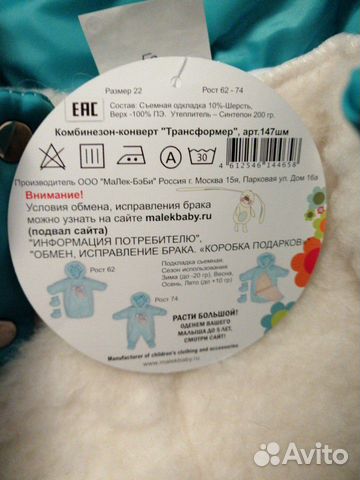 Размер 22 Рост 62 - 74
EAC
Состав: Съемная одкладка 10%-Шерсть,
Верх -100% ПЭ. Утеплитель – Синтепон 200 гр.
Комбинезон-конверт "Трансформер", арт.147шм
A 30
4 612546 144658
Производитель ООО "МаЛек-БэБи" Россия г. Москва 15я, Парковая ул. Дом 16а
Внимание!
Условия обмена, исправления брака
можно узнать на сайте malekbaby.ru
(подвал сайта)
"ИНФОРМАЦИЯ ПОТРЕБИТЕЛЮ",
"ОБМЕН, ИСПРАВЛЕНИЕ БРАКА. «КОРОБКА ПОДАРКОВ»
Рост 62
Подкладка съемная.
Сезон использования
Зима (до -20 гр), Весна,
Осень, Лето (до +10 гр)
Рост 74
РАСТИ БОЛЬШОЙ!
ОДЕНЕМ ВАШЕГО
МАЛЫША ДО 5 ЛЕТ,
СМОТРИ САЙТ!
Manufacturer of children's clothing and accessories
www.malekbaby.ru
Avito